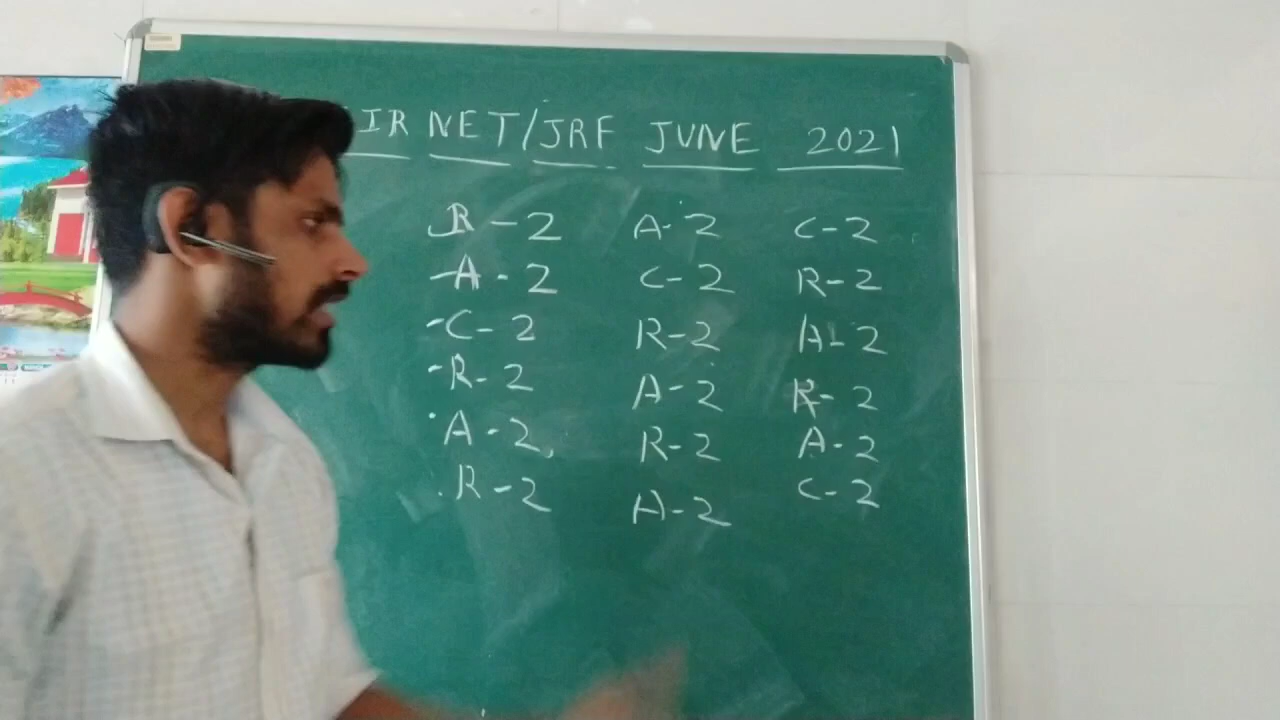 IR NET/JRF JUNE 2021
R-2 A-2 C-2
A-2 C-2 R-2
C-2 R-2 A-2
R-2 A-2 R-2
A-2 R-2 A-2
R-2 A-2 C-2